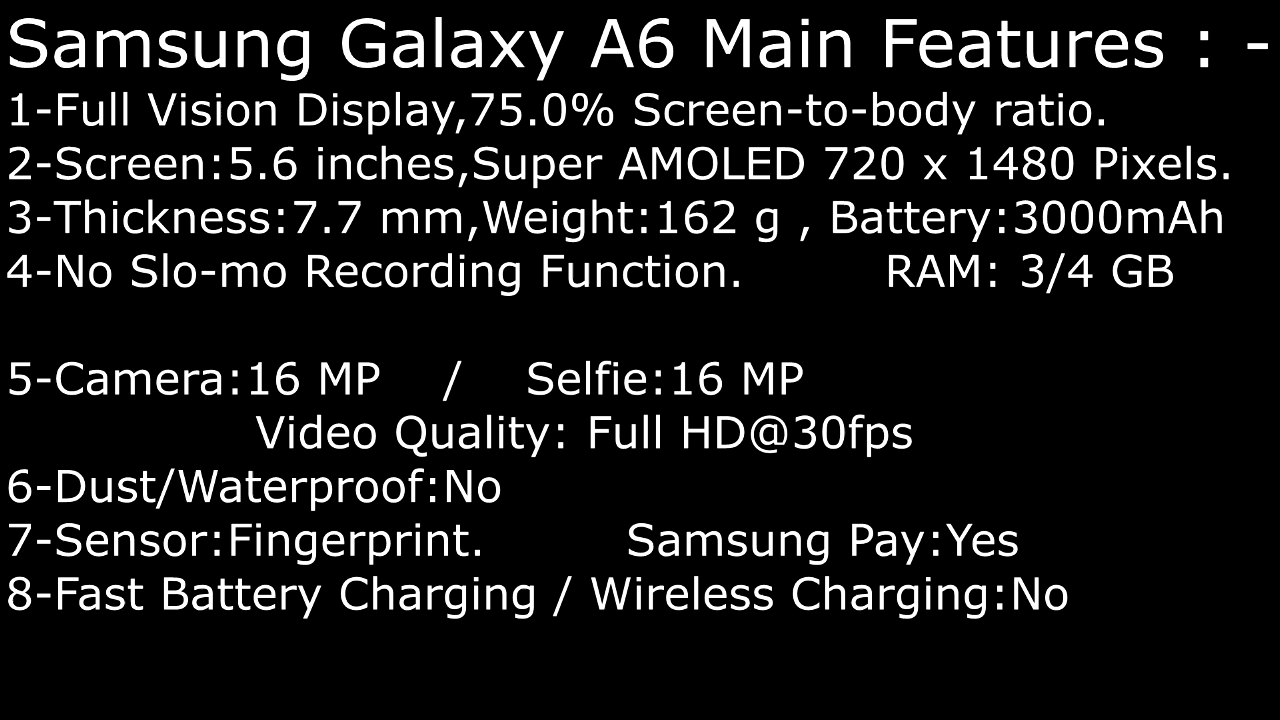 Samsung Galaxy A6 Main Features : -
1-Full Vision Display,75.0% Screen-to-body ratio.
2-Screen:5.6 inches,Super AMOLED 720 x 1480 Pixels.
3-Thickness:7.7 mm,Weight:162 g , Battery:3000mAh
4-No Slo-mo Recording Function. RAM: 3/4 GB
5-Camera:16 MP / Selfie:16 MP
Video Quality: Full HD@30fps
6-Dust/Waterproof:No
7-Sensor:Fingerprint. Samsung Pay:Yes
8-Fast Battery Charging / Wireless Charging:No